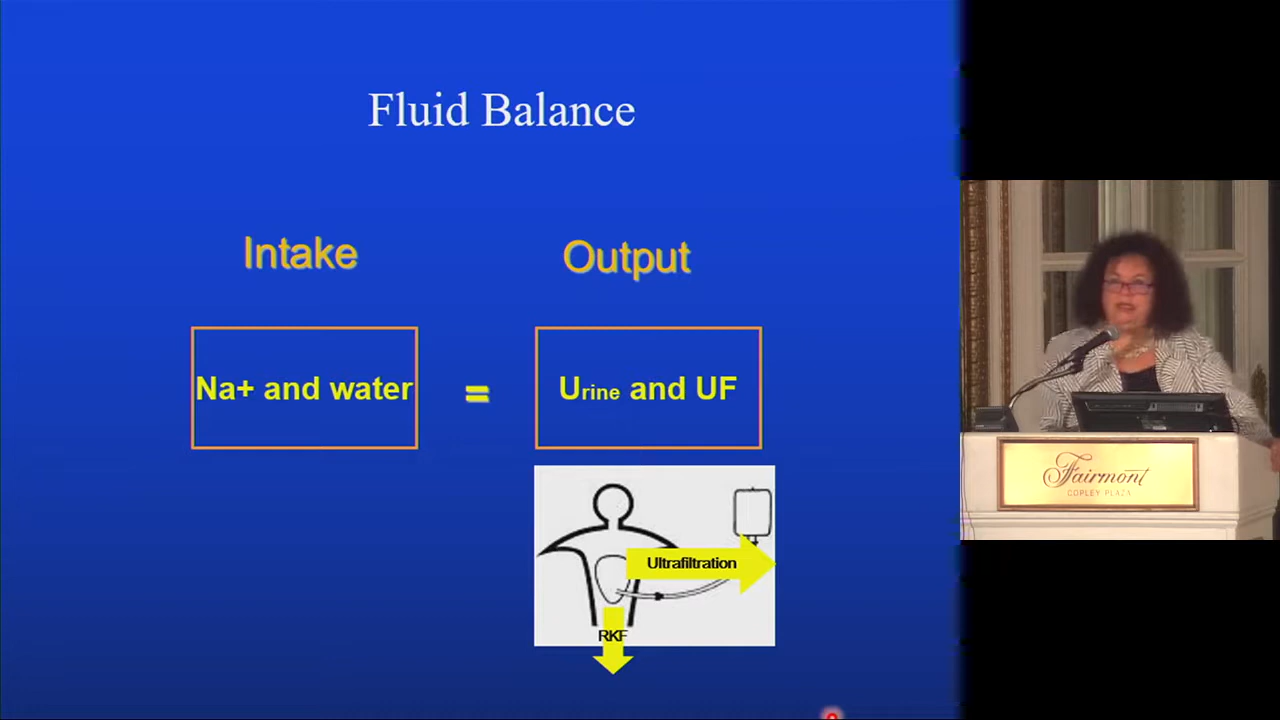 Fluid Balance
Intake
Output
Na+ and water
=
Urine and UF
Ultrafiltration
RKF
Fairmont
COPLEY PLAZA